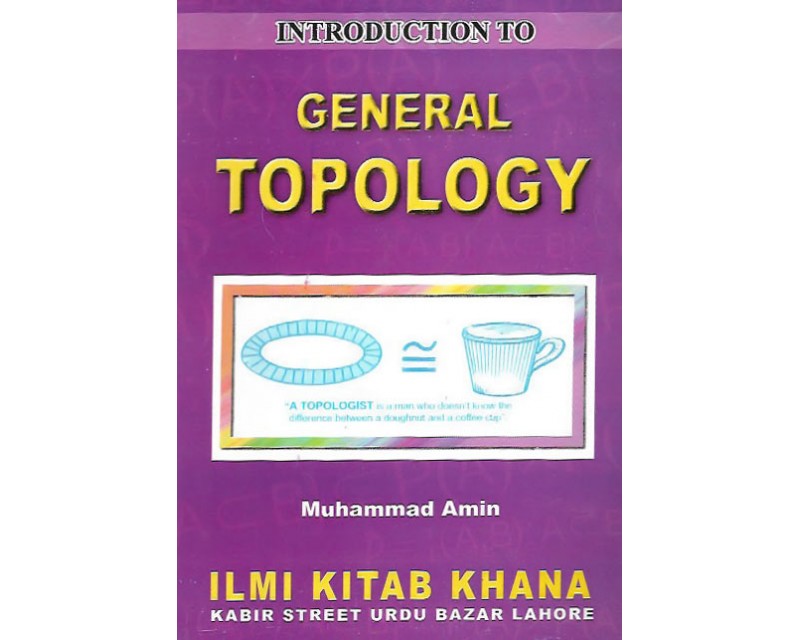 INTRODUCTION TO
GENERAL
TOPOLOGY
≅
"A TOPOLOGIST is a man who doesn't know the
difference between a doughnut and a coffee cup".
Muhammad Amin
ILMI KITAB KHANA
KABIR STREET URDU BAZAR LAHORE